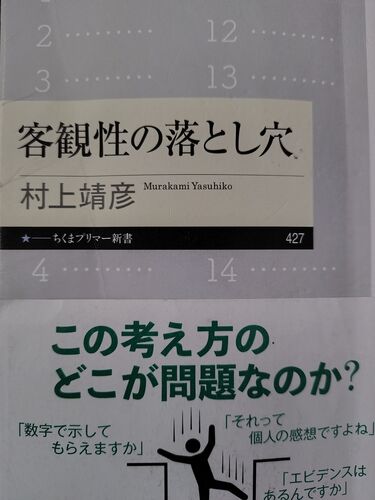 2 12
3 13
客観性の落とし穴
村上靖彦 Murakami Yasuhiko
★――ちくまプリマー新書 427
4 14
この考え方の
どこが問題なのか?
「数字で示して
もらえますか」
「それって
個人の感想ですよね」
「エビデンスは
あるんですか」